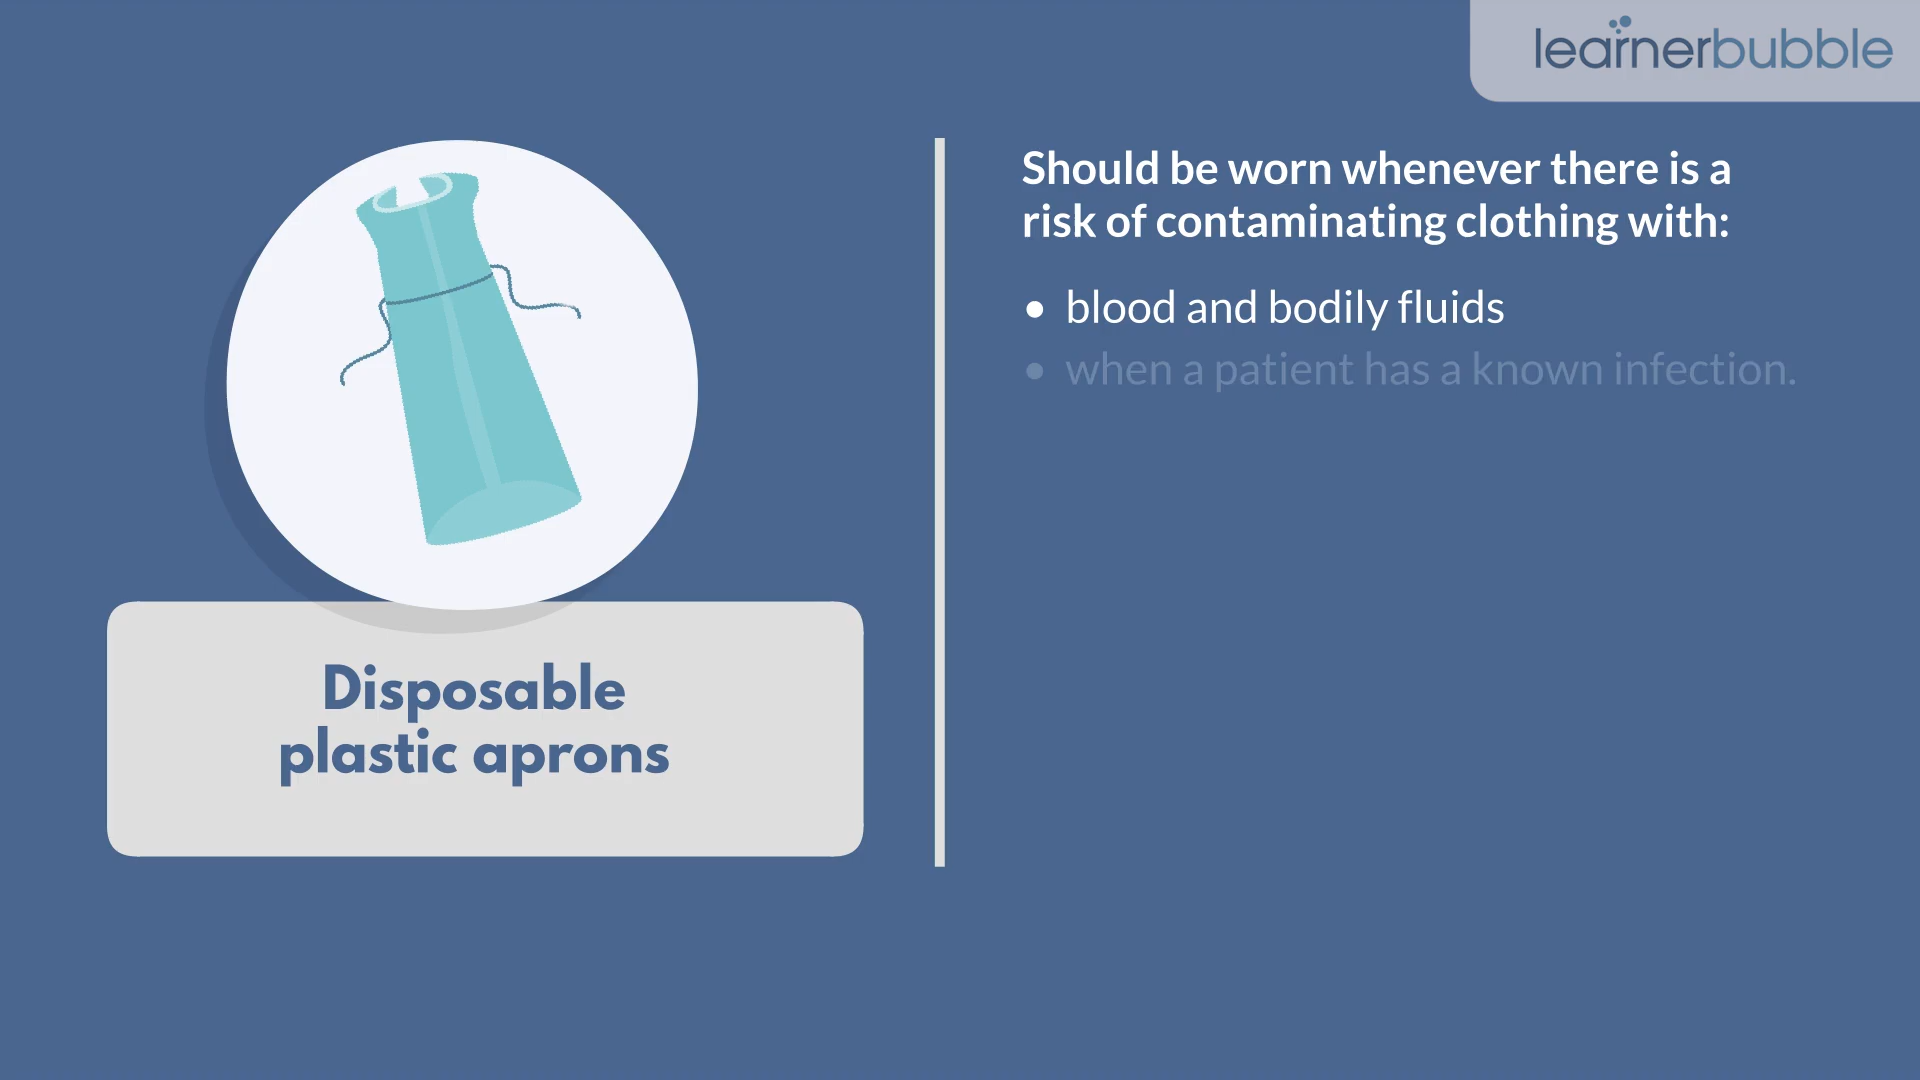 learnerbubble
Should be worn whenever there is a
risk of contaminating clothing with:
• blood and bodily fluids
• when a patient has a known infection.
Disposable
plastic aprons